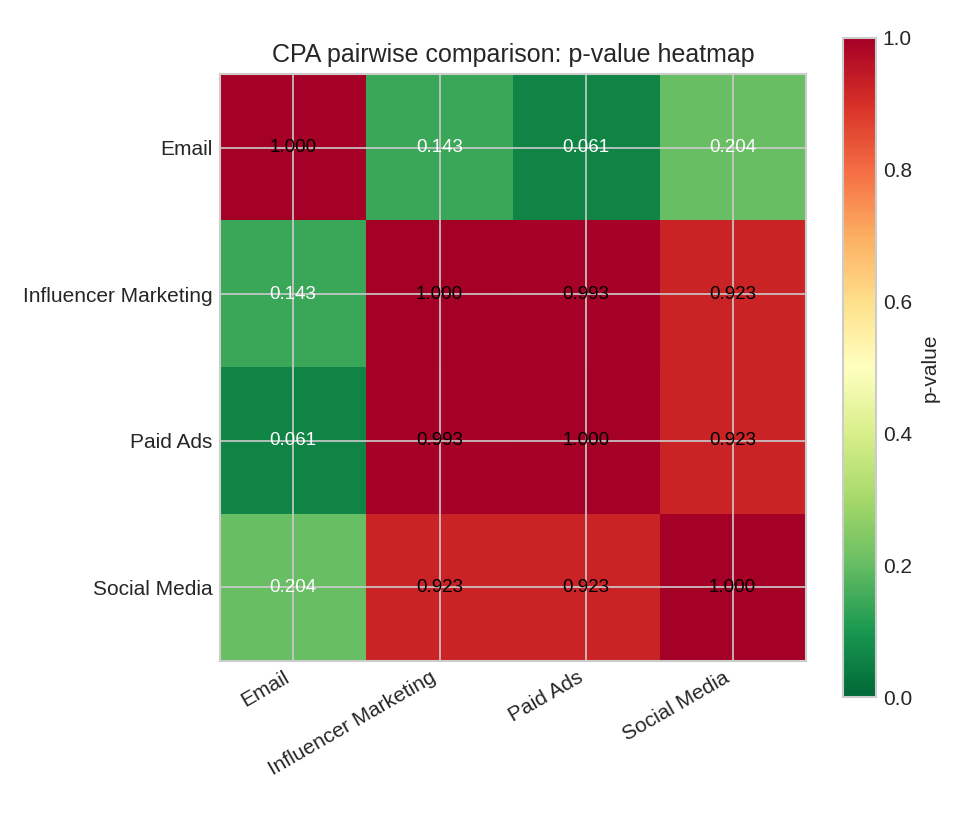 CPA pairwise comparison: p-value heatmap
Email 1.000 0.143 0.061 0.204
Influencer Marketing 0.143 1.000 0.993 0.923
Paid Ads 0.061 0.993 1.000 0.923
Social Media 0.204 0.923 0.923 1.000
Email
Influencer Marketing
Paid Ads
Social Media
1.0
0.8
0.6
0.4
0.2
0.0
p-value